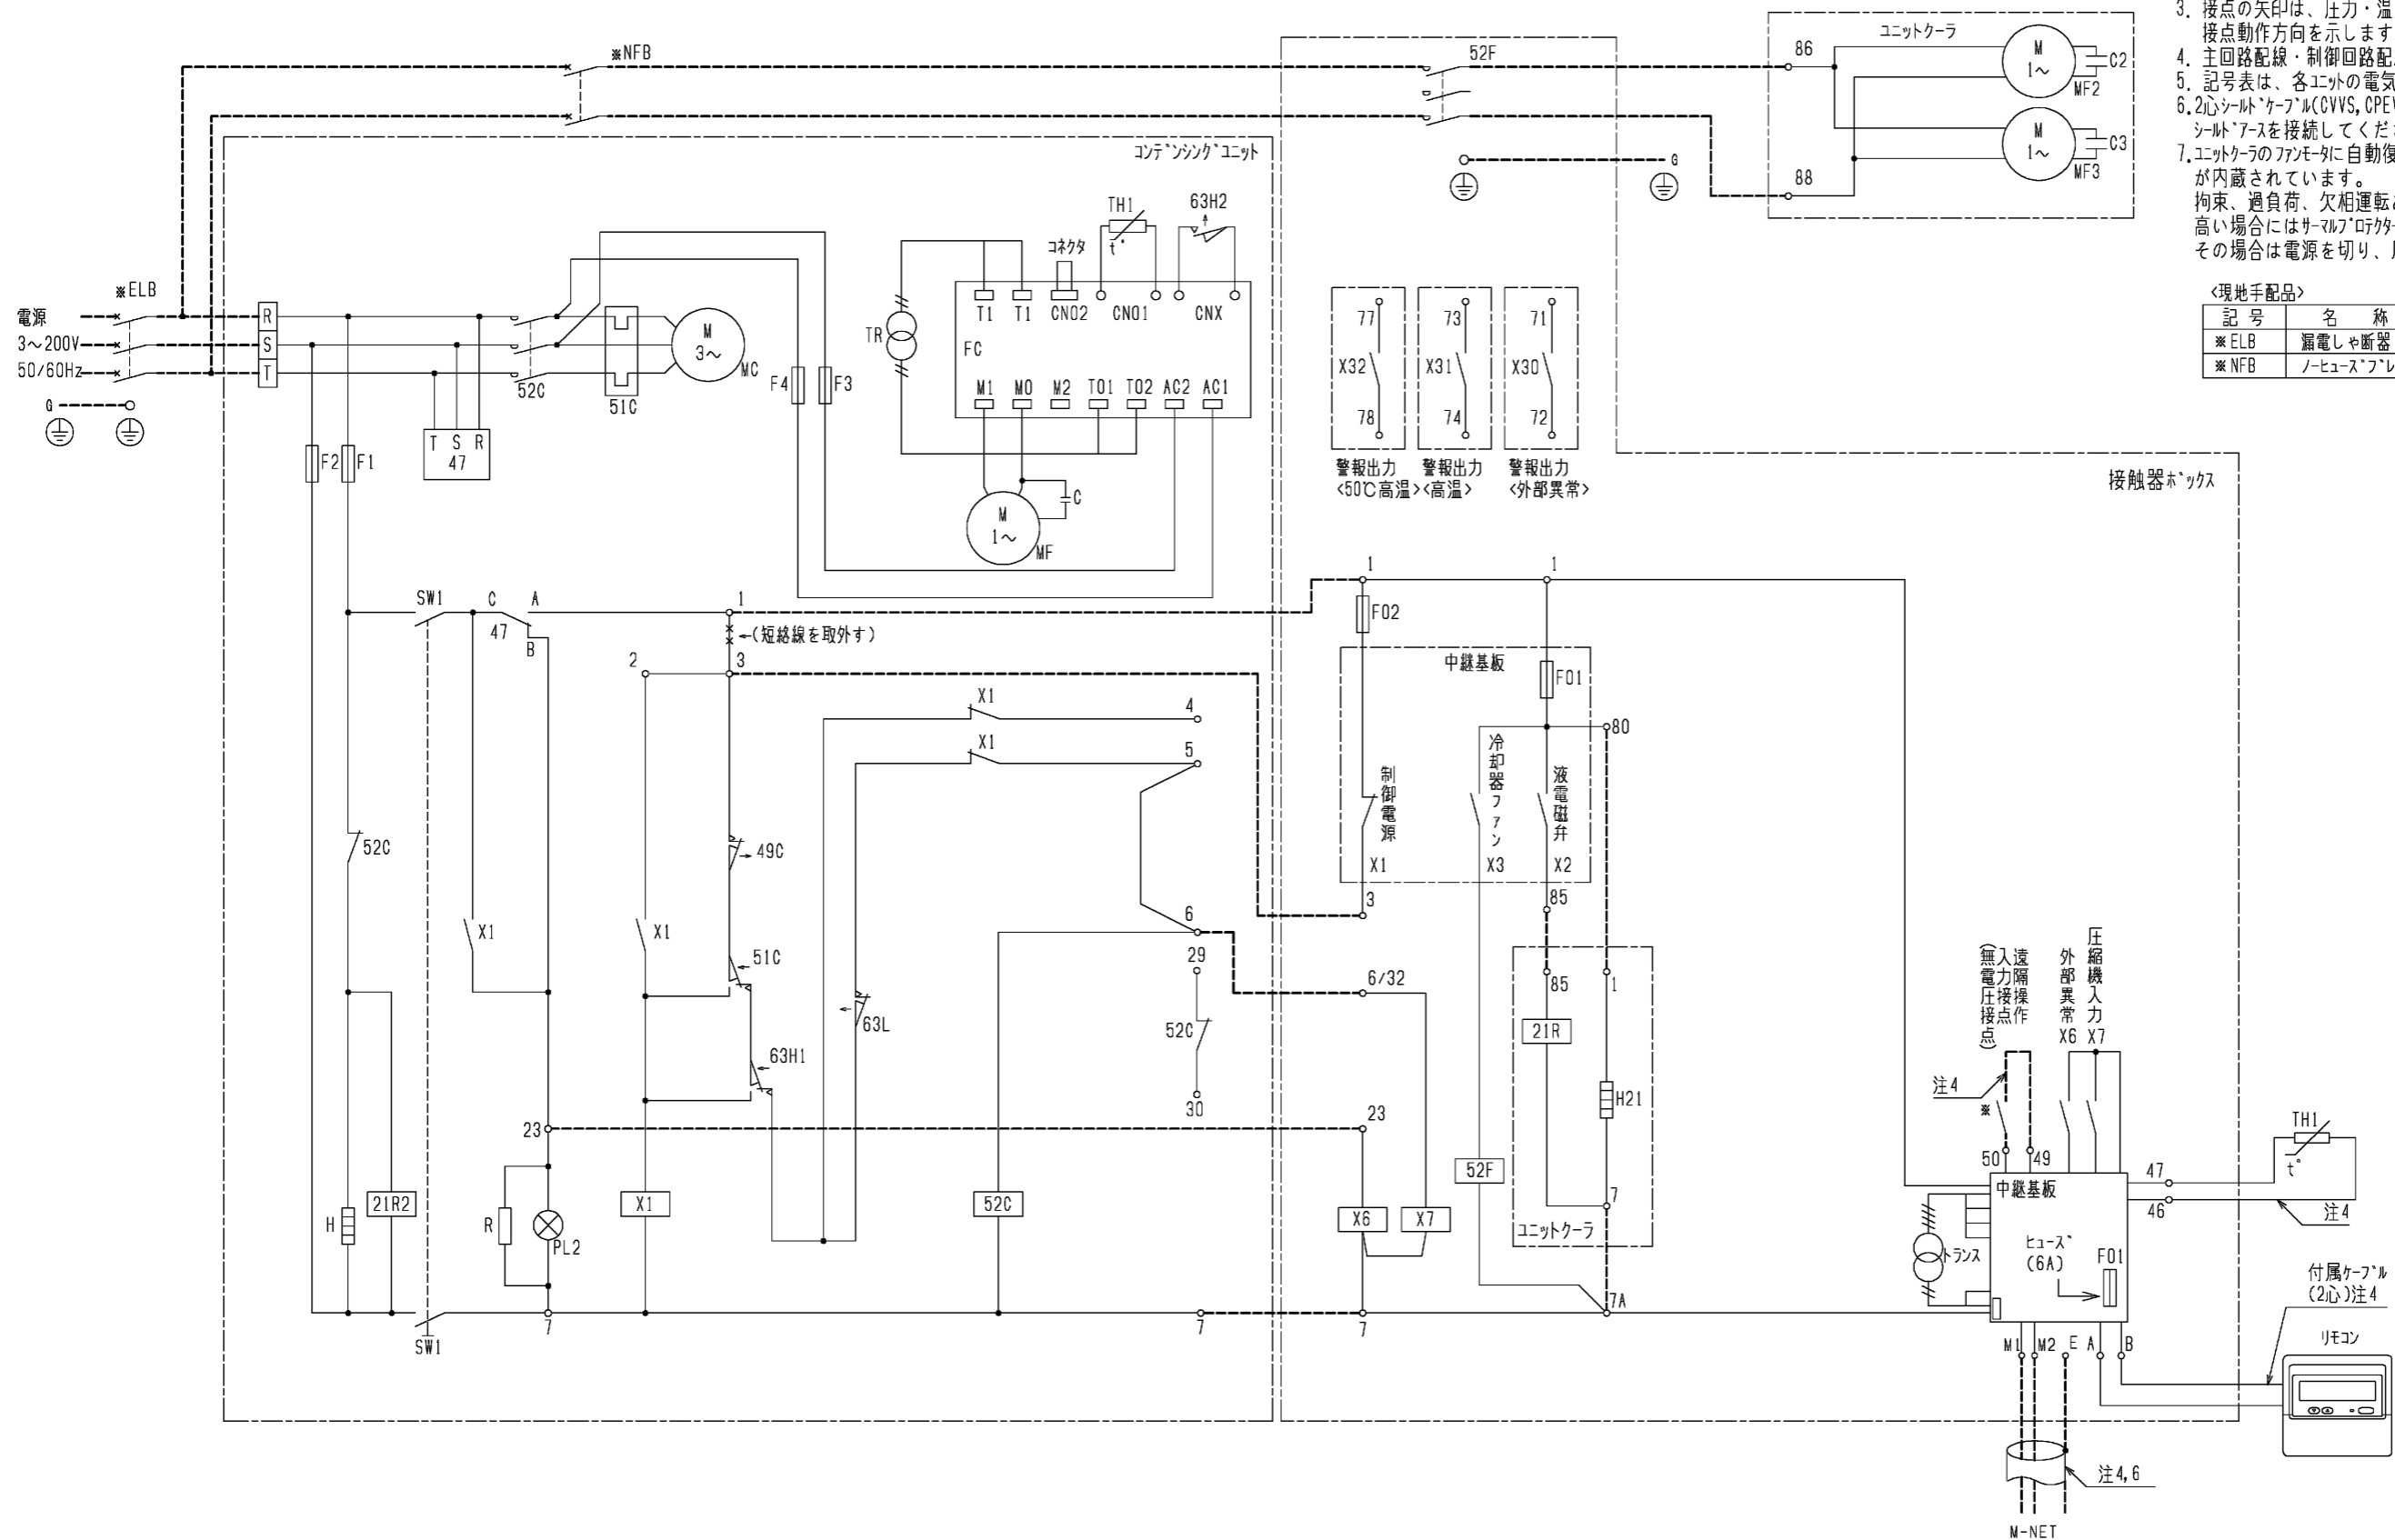 3. 接点の矢印は、圧力・温
接点動作方向を示します
4. 主回路配線・制御回路配
5. 記号表は、各ユニットの電気
6.2心シールドケーブル(CVVS,CPEV
シールドアースを接続してくだ
7.ユニットクーラのファンモータに自動復
が内蔵されています。
拘束、過負荷、欠相運転
高い場合にはサーマルプロテクター
その場合は電源を切り、
<現地手配品>
記号 名称
※ELB 漏電しゃ断器
※NFB ノーヒューズブレ
※NFB
52F
86
88
ユニットクーラ
M
1~
C2
MF2
M
1~
C3
MF3
G
コンデンシングユニット
※ELB
電源
3~200V
50/60Hz
G
R
S
T
52C
51C
M
3~
MC
T S R
47
F2
F1
F4
F3
TR
コネクタ
TH1
t°
63H2
T1 T1 CN02 CN01 CNX
FC
M1 M0 M2 T01 T02 AC2 AC1
C
M
1~
MF
77
X32
78
73
X31
74
71
X30
72
警報出力
<50℃高温>
警報出力
<高温>
警報出力
<外部異常>
接触器ボックス
SW1
C
A
47
B
1
←(短絡線を取外す)
2
3
X1
4
X1
5
6
49C
51C
63H1
63L
52C
X1
X1
29
52C
30
23
H
21R2
R
PL2
X1
52C
SW1
7
7
1
1
F02
中継基板
F01
80
制御電源
X1
冷却器ファン
X3
液電磁弁
X2
3
85
6/32
85
1
21R
H21
23
52F
X6
X7
7
ユニットクーラ
7
7A
遠隔操作
入力接点
(無電圧接点)
外部異常
X6
圧縮機入力
X7
注4
※
50
49
中継基板
47
46
TH1
t°
注4
トランス
ヒューズ
(6A)
F01
付属ケーブル
(2心)注4
リモコン
M1 M2 E A B
注4,6
M-NET